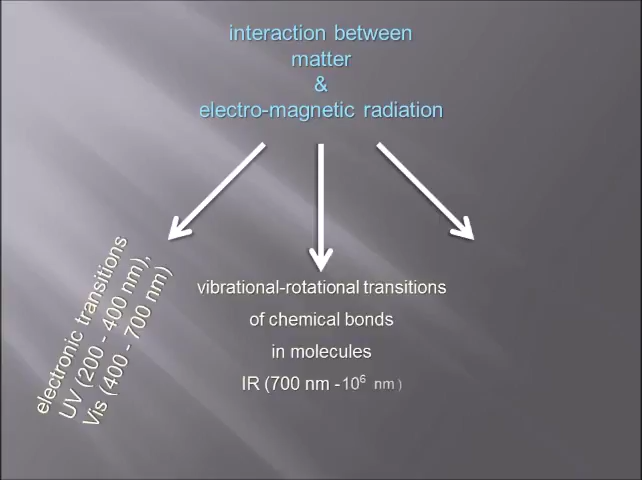 interaction between
matter
&
electro-magnetic radiation
electronic transitions
UV (200 - 400 nm),
Vis (400 - 700 nm)
vibrational-rotational transitions
of chemical bonds
in molecules
IR (700 nm -10⁶ nm )